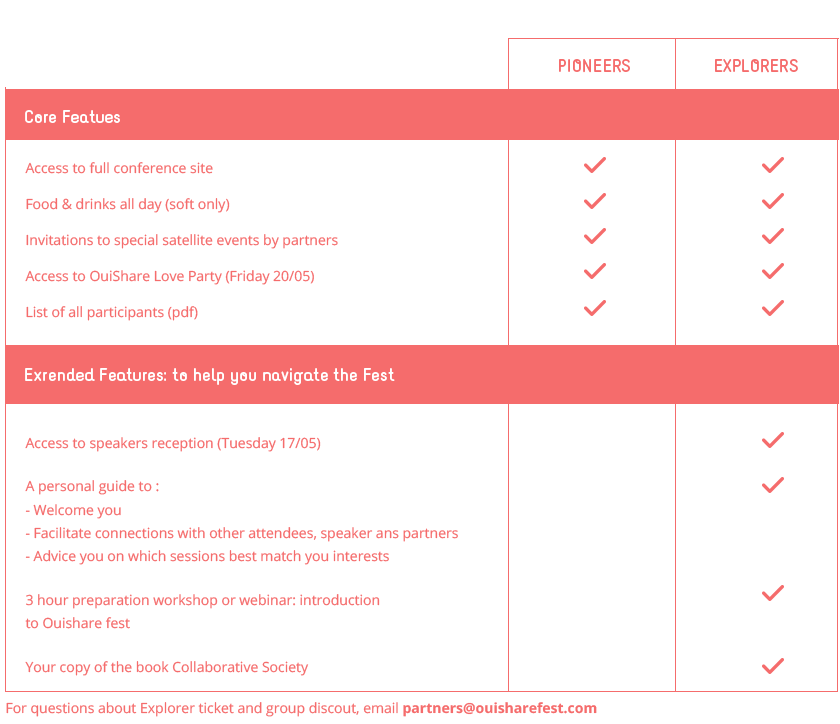 PIONEERS EXPLORERS
Core Featues
Access to full conference site
Food & drinks all day (soft only)
Invitations to special satellite events by partners
Access to OuiShare Love Party (Friday 20/05)
List of all participants (pdf)
Exrended Features: to help you navigate the Fest
Access to speakers reception (Tuesday 17/05)
A personal guide to :
- Welcome you
- Facilitate connections with other attendees, speaker ans partners
- Advice you on which sessions best match you interests
3 hour preparation workshop or webinar: introduction
to Ouishare fest
Your copy of the book Collaborative Society
For questions about Explorer ticket and group discout, email partners@ouisharefest.com